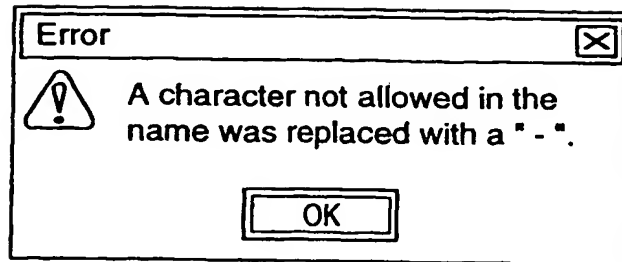 Error
A character not allowed in the
name was replaced with a " - ".
OK